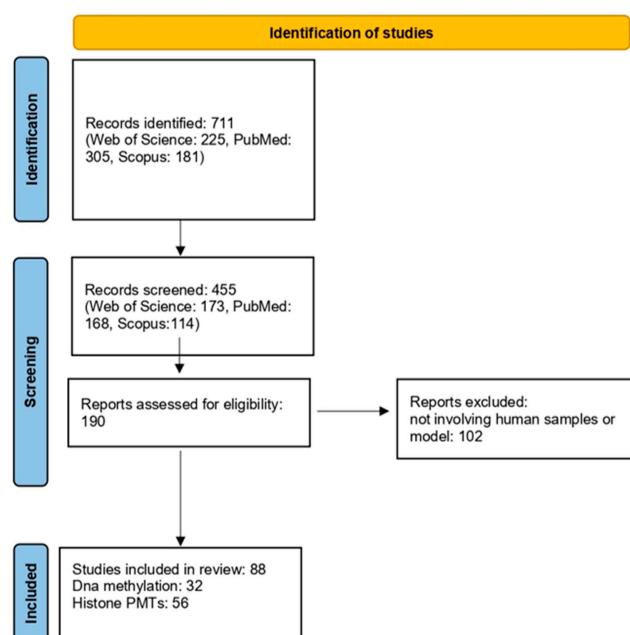 Identification of studies
Identification
Records identified: 711
(Web of Science: 225, PubMed:
305, Scopus: 181)
Screening
Records screened: 455
(Web of Science: 173, PubMed:
168, Scopus:114)
Reports assessed for eligibility:
190
Reports excluded:
not involving human samples or
model: 102
Included
Studies included in review: 88
Dna methylation: 32
Histone PMTs: 56